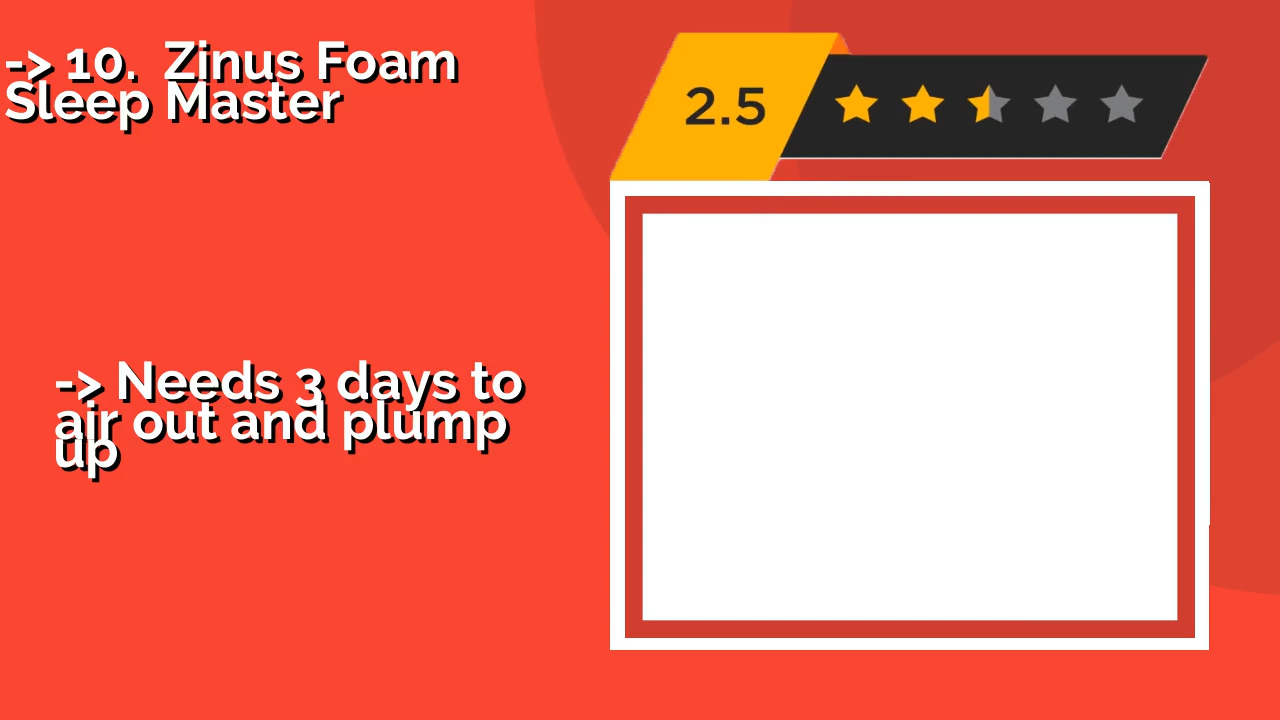 -> 10.  Zinus Foam
Sleep Master
2.5
-> Needs 3 days to
air out and plump
up